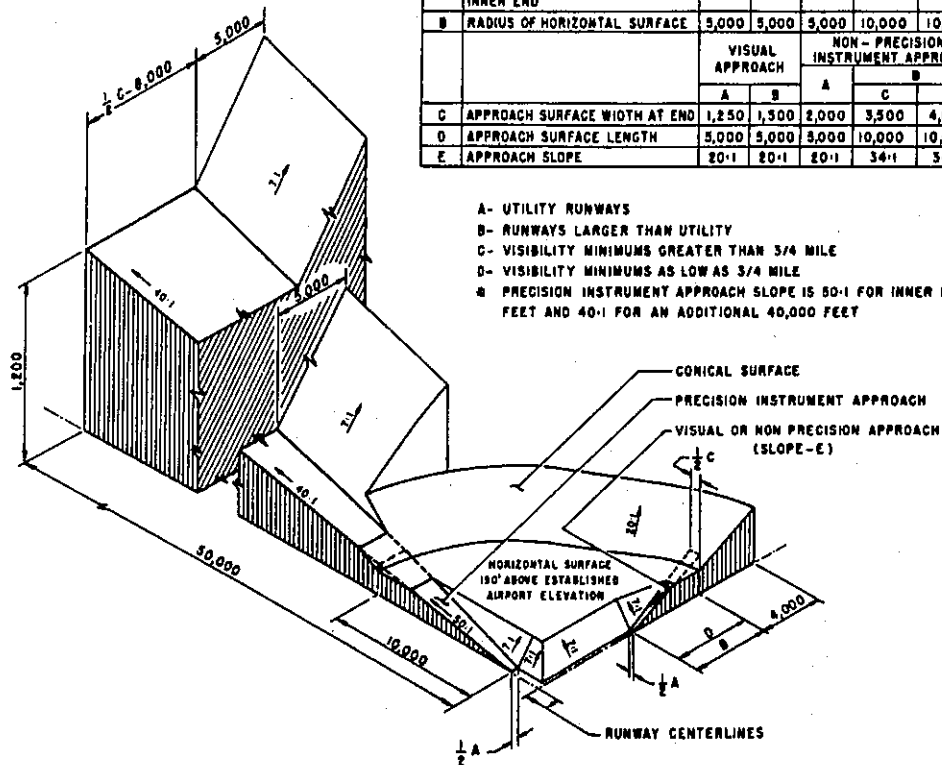 INNER END
B RADIUS OF HORIZONTAL SURFACE 5,000 5,000 5,000 10,000 10
VISUAL APPROACH
NON-PRECISION INSTRUMENT APPR
A B A B
C
C APPROACH SURFACE WIDTH AT END 1,250 1,500 2,000 3,500 4,
D APPROACH SURFACE LENGTH 5,000 5,000 5,000 10,000 10,
E APPROACH SLOPE 20:1 20:1 20:1 34:1 3
A- UTILITY RUNWAYS
B- RUNWAYS LARGER THAN UTILITY
C- VISIBILITY MINIMUMS GREATER THAN 3/4 MILE
D- VISIBILITY MINIMUMS AS LOW AS 3/4 MILE
* PRECISION INSTRUMENT APPROACH SLOPE IS 50:1 FOR INNER
FEET AND 40:1 FOR AN ADDITIONAL 40,000 FEET
5,000
1/2 C-8,000
7:1
40:1
5,000
1,200
7:1
40:1
CONICAL SURFACE
PRECISION INSTRUMENT APPROACH
VISUAL OR NON PRECISION APPROACH
(SLOPE-E)
1/2 C
20:1
HORIZONTAL SURFACE
150' ABOVE ESTABLISHED
AIRPORT ELEVATION
50,000
50:1
7:1
7:1
7:1
7:1
4,000
D
B
10,000
1/2 A
RUNWAY CENTERLINES
1/2 A